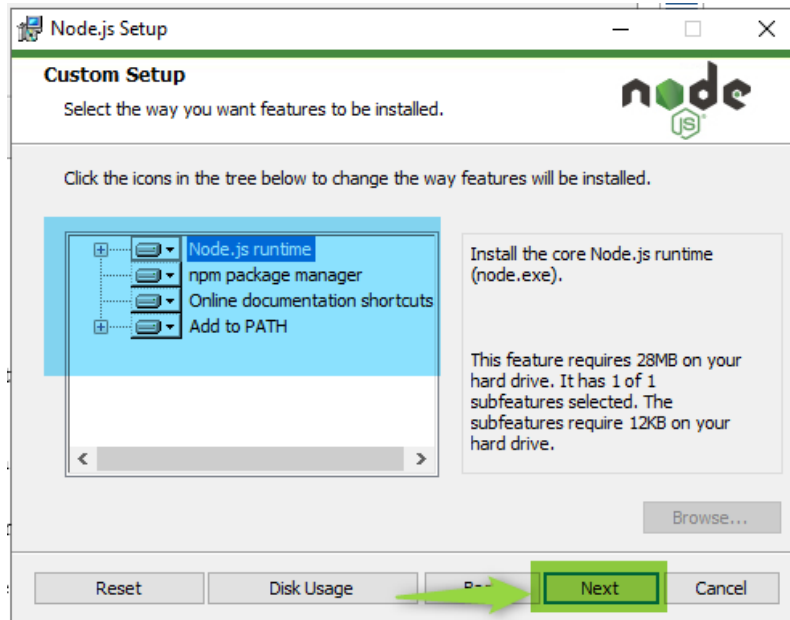 Node.js Setup
Custom Setup
Select the way you want features to be installed.
node
JS
Click the icons in the tree below to change the way features will be installed.
Node.js runtime
npm package manager
Online documentation shortcuts
Add to PATH
Install the core Node.js runtime
(node.exe).
This feature requires 28MB on your
hard drive. It has 1 of 1
subfeatures selected. The
subfeatures require 12KB on your
hard drive.
Browse...
Reset
Disk Usage
Next
Cancel